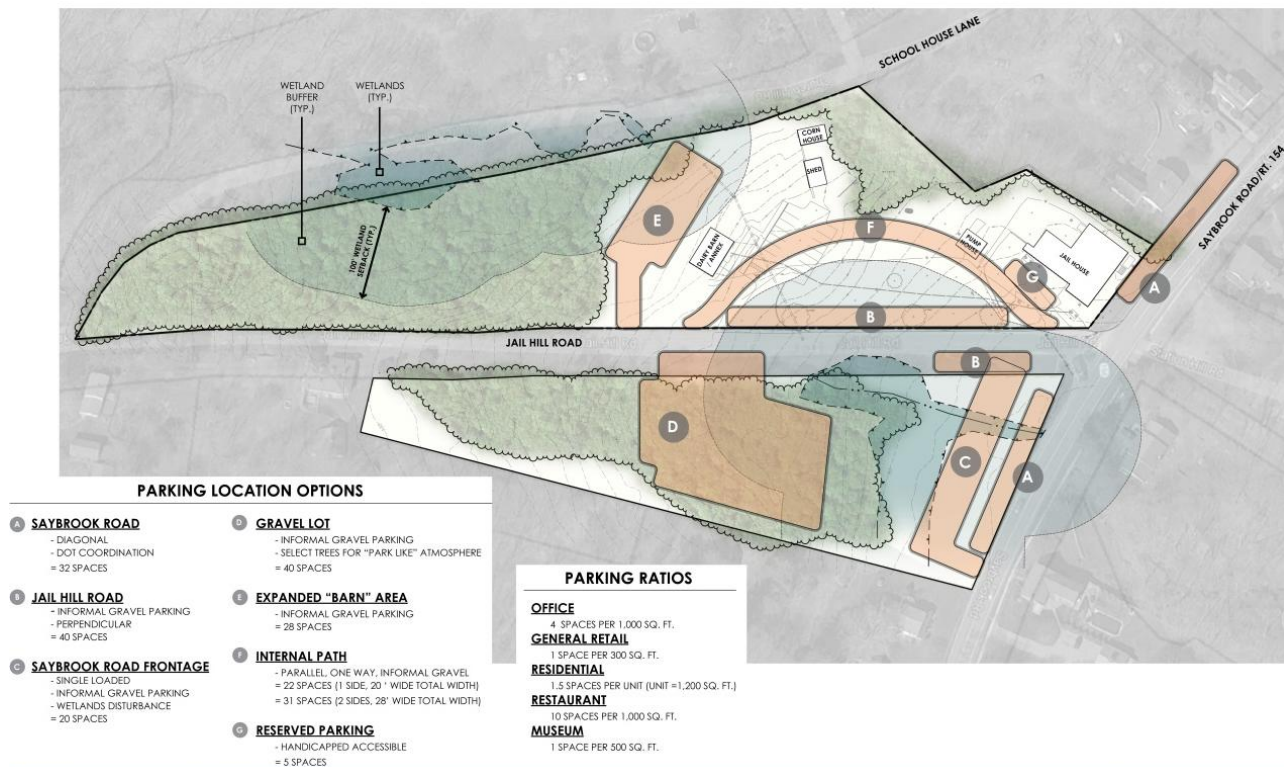 SCHOOL HOUSE LANE
WETLAND
BUFFER
(TYP.)
WETLANDS
(TYP.)
CORN
HOUSE
SHED
SAYBROOK ROAD/RT. 154
E
F
100' WETLAND
SETBACK (TYP.)
DAIRY BARN
/ ANNEX
PUMP
HOUSE
JAIL HOUSE
G
A
B
JAIL HILL ROAD
B
D
C
A
PARKING LOCATION OPTIONS
A SAYBROOK ROAD
- DIAGONAL
- DOT COORDINATION
= 32 SPACES
B JAIL HILL ROAD
- INFORMAL GRAVEL PARKING
- PERPENDICULAR
= 40 SPACES
C SAYBROOK ROAD FRONTAGE
- SINGLE LOADED
- INFORMAL GRAVEL PARKING
- WETLANDS DISTURBANCE
= 20 SPACES
D GRAVEL LOT
- INFORMAL GRAVEL PARKING
- SELECT TREES FOR "PARK LIKE" ATMOSPHERE
= 40 SPACES
E EXPANDED "BARN" AREA
- INFORMAL GRAVEL PARKING
= 28 SPACES
F INTERNAL PATH
- PARALLEL, ONE WAY, INFORMAL GRAVEL
= 22 SPACES (1 SIDE, 20 ' WIDE TOTAL WIDTH)
= 31 SPACES (2 SIDES, 28' WIDE TOTAL WIDTH)
G RESERVED PARKING
- HANDICAPPED ACCESSIBLE
= 5 SPACES
PARKING RATIOS
OFFICE
4 SPACES PER 1,000 SQ. FT.
GENERAL RETAIL
1 SPACE PER 300 SQ. FT.
RESIDENTIAL
1.5 SPACES PER UNIT (UNIT =1,200 SQ. FT.)
RESTAURANT
10 SPACES PER 1,000 SQ. FT.
MUSEUM
1 SPACE PER 500 SQ. FT.